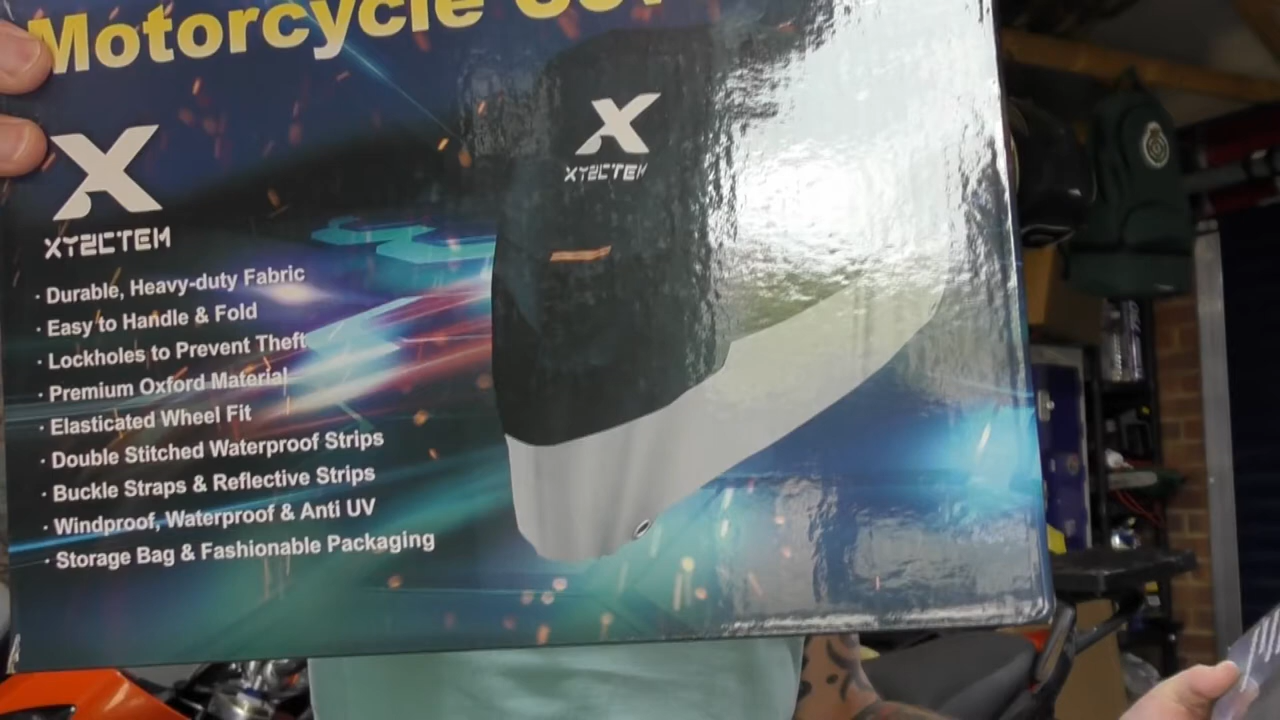 Motorcycle
X
XYZCTEM
· Durable, Heavy-duty Fabric
· Easy to Handle & Fold
· Lockholes to Prevent Theft
· Premium Oxford Material
· Elasticated Wheel Fit
· Double Stitched Waterproof Strips
· Buckle Straps & Reflective Strips
· Windproof, Waterproof & Anti UV
· Storage Bag & Fashionable Packaging
X
XYZCTEM